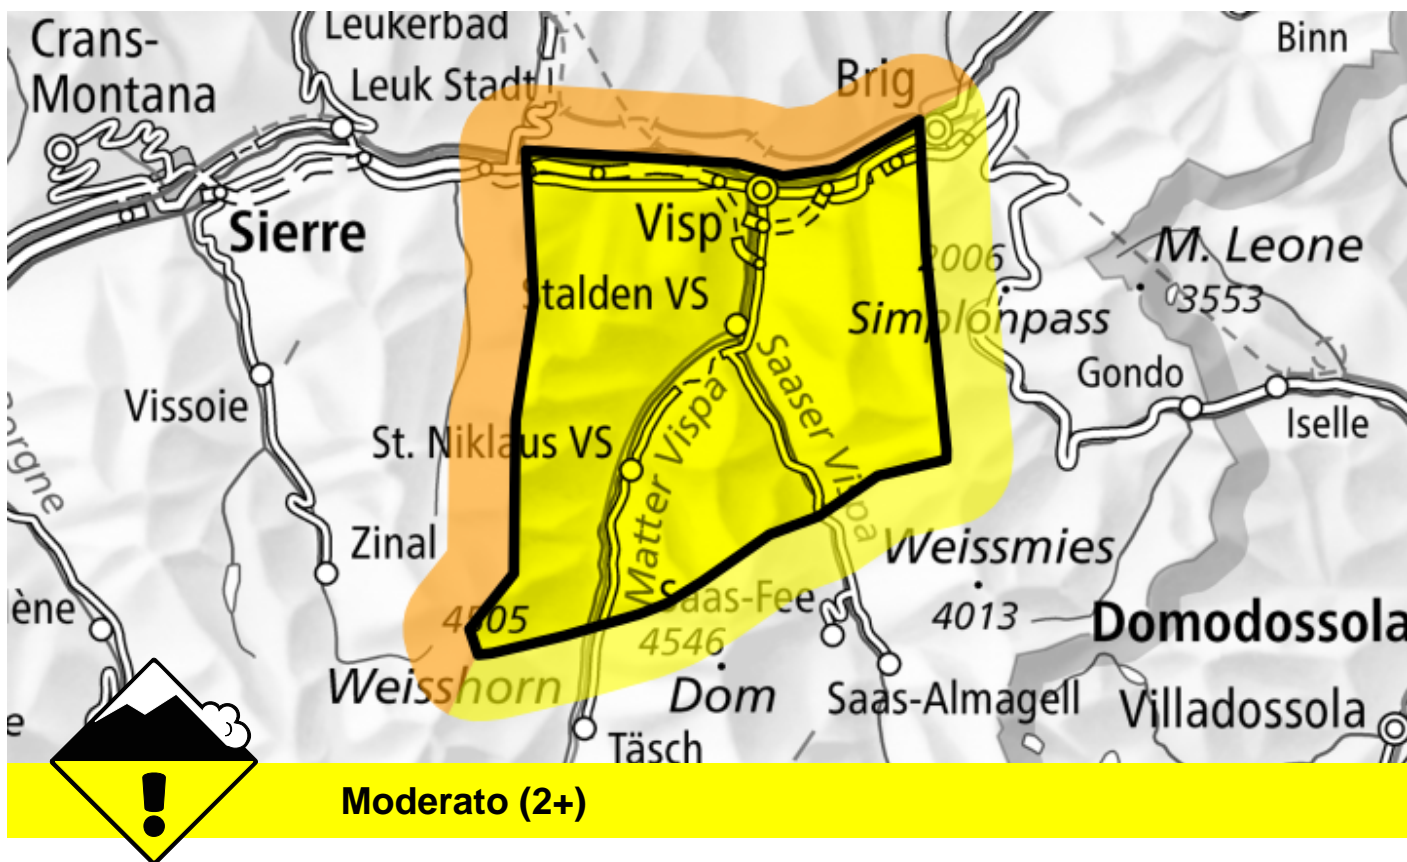 Crans-
Montana
Leukerbad
Leuk Stadt
Brig
Binn
Sierre
Visp
Stalden VS
2006
Simplonpass
M. Leone
3553
Gondo
Iselle
Vissoie
St. Niklaus VS
Matter Vispa
Saaser Vispa
Zinal
Weissmies
4013
4505
Weisshorn
Saas-Fee
4546
Dom
Saas-Almagell
Täsch
Domodossola
Villadossola
Moderato (2+)